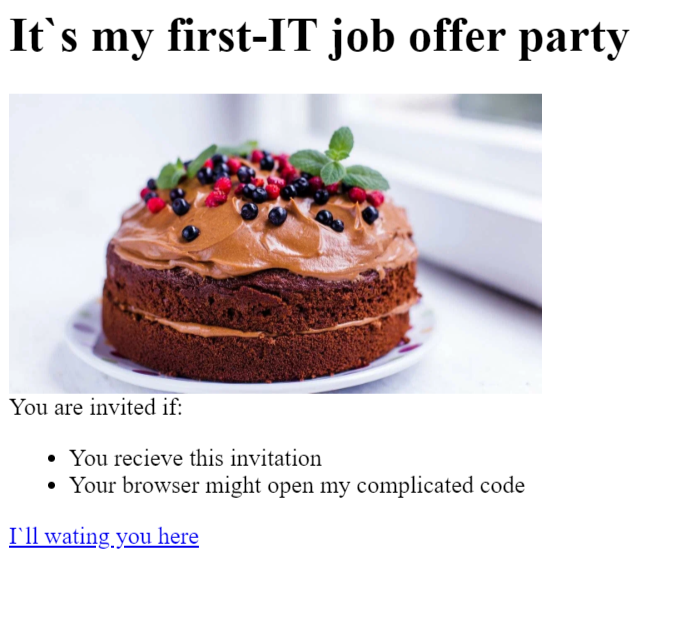 It`s my first-IT job offer party
You are invited if:
You recieve this invitation
Your browser might open my complicated code
I`ll wating you here